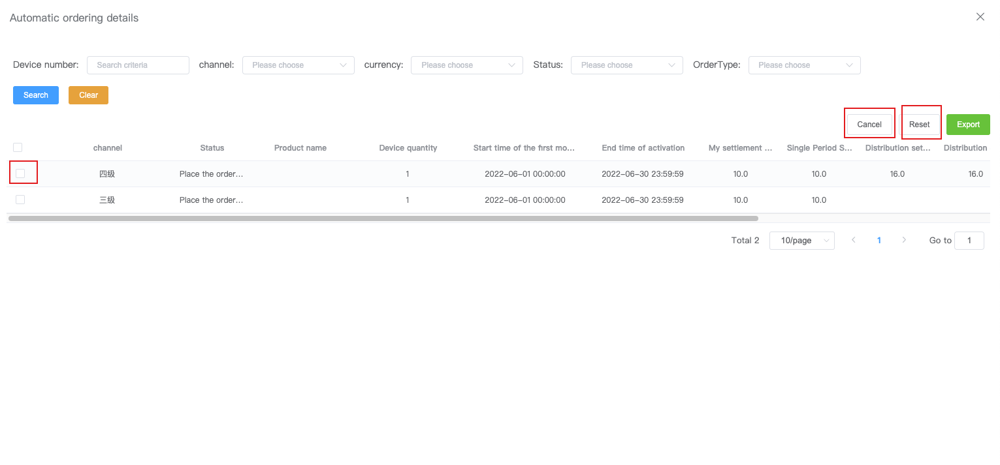 Automatic ordering details
Device number: Search criteria channel: Please choose currency: Please choose Status: Please choose OrderType: Please choose
Search Clear
Cancel Reset Export
channel Status Product name Device quantity Start time of the first mo... End time of activation My settlement ... Single Period S... Distribution set... Distribution
四级 Place the order... 1 2022-06-01 00:00:00 2022-06-30 23:59:59 10.0 10.0 16.0 16.0
三级 Place the order... 1 2022-06-01 00:00:00 2022-06-30 23:59:59 10.0 10.0
Total 2 10/page 1 Go to 1